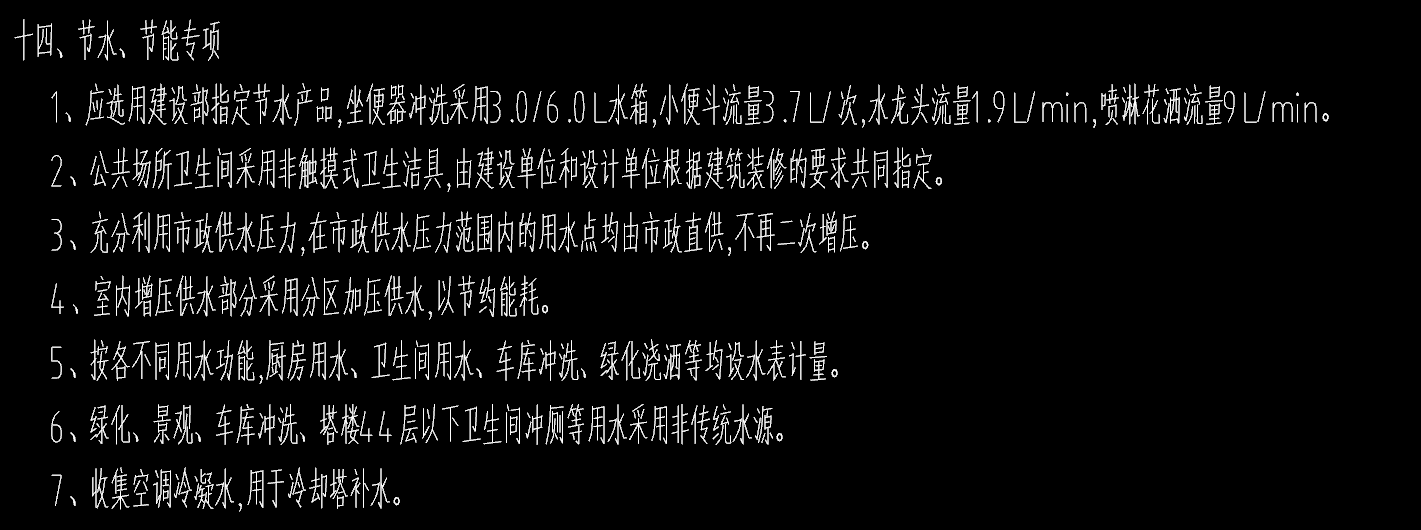 十四、节水、节能专项
1、应选用建设部指定节水产品,坐便器冲洗采用3.0/6.0L水箱,小便斗流量3.7L/次,水龙头流量1.9L/min,喷淋花洒流量9L/min。
2、公共场所卫生间采用非触摸式卫生洁具,由建设单位和设计单位根据建筑装修的要求共同指定。
3、充分利用市政供水压力,在市政供水压力范围内的用水点均由市政直供,不再二次增压。
4、室内增压供水部分采用分区加压供水,以节约能耗。
5、按各不同用水功能,厨房用水、卫生间用水、车库冲洗、绿化浇洒等均设水表计量。
6、绿化、景观、车库冲洗、塔楼44层以下卫生间冲厕等用水采用非传统水源。
7、收集空调冷凝水,用于冷却塔补水。